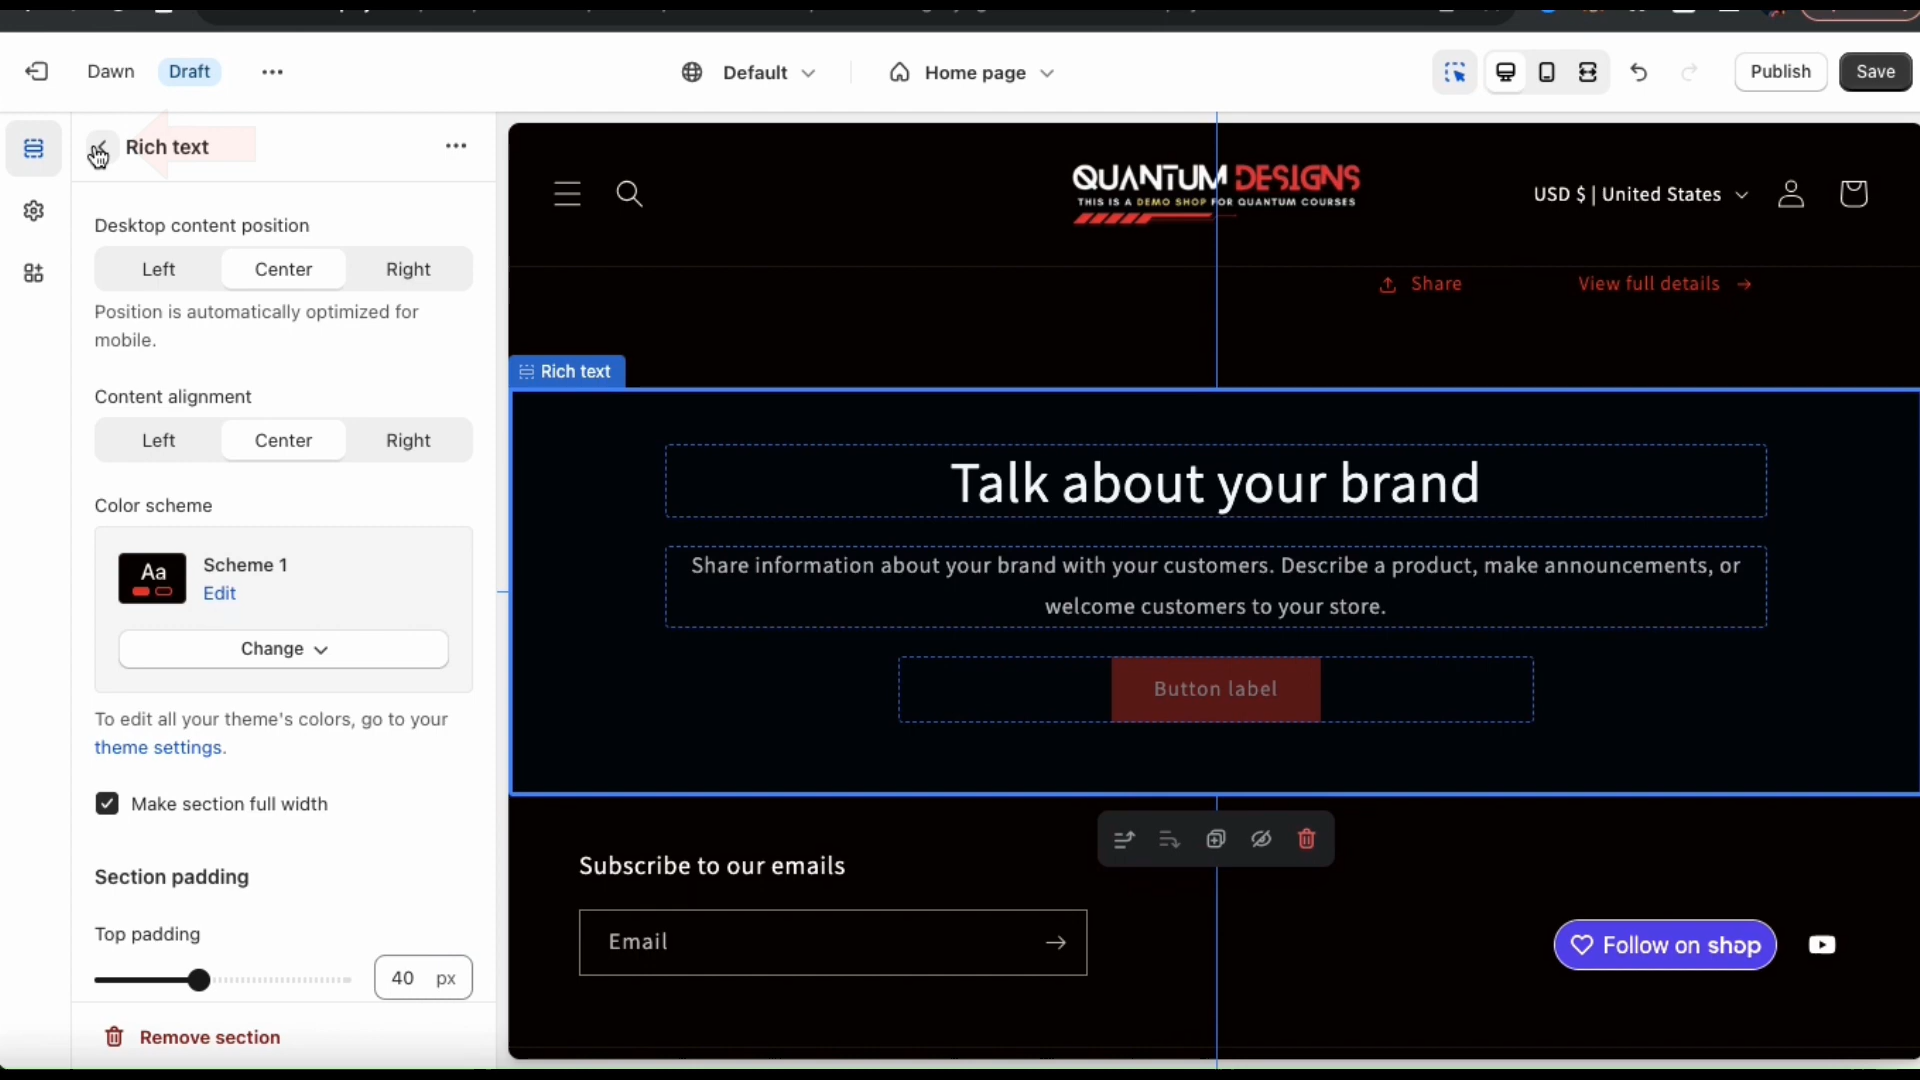 Dawn Draft
Default
Home page
Publish
Save
Rich text
Desktop content position
Left Center Right
Position is automatically optimized for
mobile.
Content alignment
Left Center Right
Color scheme
Aa
Scheme 1
Edit
Change
To edit all your theme's colors, go to your
theme settings.
Make section full width
Section padding
Top padding
40 px
Remove section
QUANTUM DESIGNS
THIS IS A DEMO SHOP FOR QUANTUM COURSES
USD $ | United States
Share
View full details
Rich text
Talk about your brand
Share information about your brand with your customers. Describe a product, make announcements, or
welcome customers to your store.
Button label
Subscribe to our emails
Email
Follow on shop